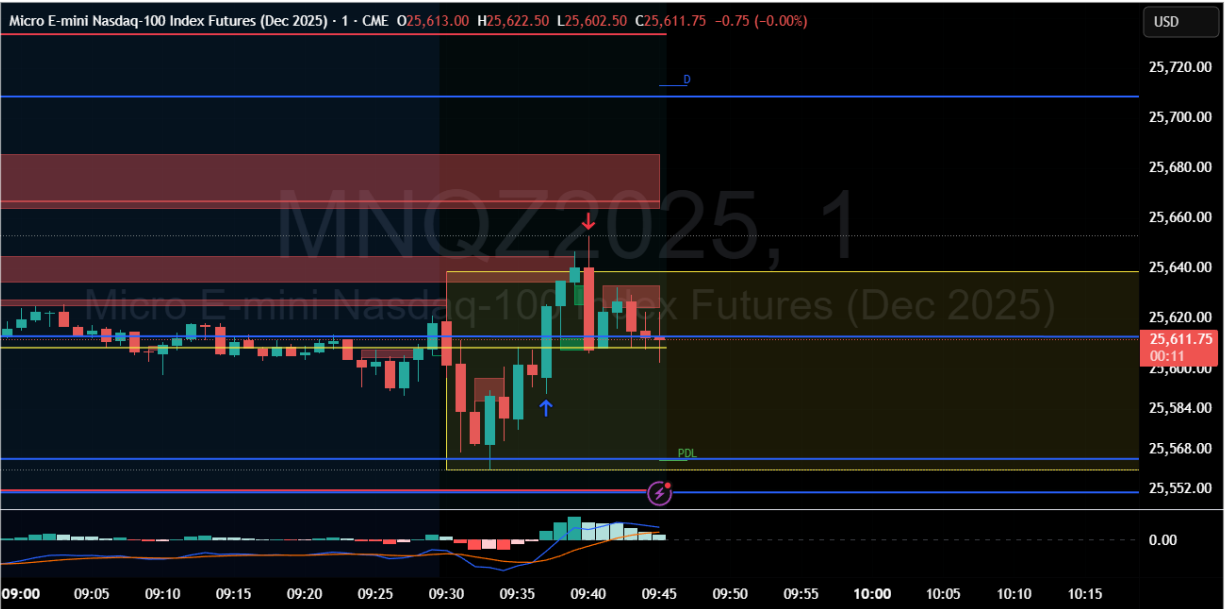 Micro E-mini Nasdaq-100 Index Futures (Dec 2025) · 1 · CME O25,613.00 H25,622.50 L25,602.50 C25,611.75 −0.75 (−0.00%)
USD
25,720.00
D
25,700.00
25,680.00
MNQZ2025, 1
25,660.00
25,640.00
Micro E-mini Nasdaq-100 Index Futures (Dec 2025)
25,620.00
25,611.75
00:11
25,600.00
25,584.00
PDL
25,568.00
25,552.00
0.00
09:00 09:05 09:10 09:15 09:20 09:25 09:30 09:35 09:40 09:45 09:50 09:55 10:00 10:05 10:10 10:15